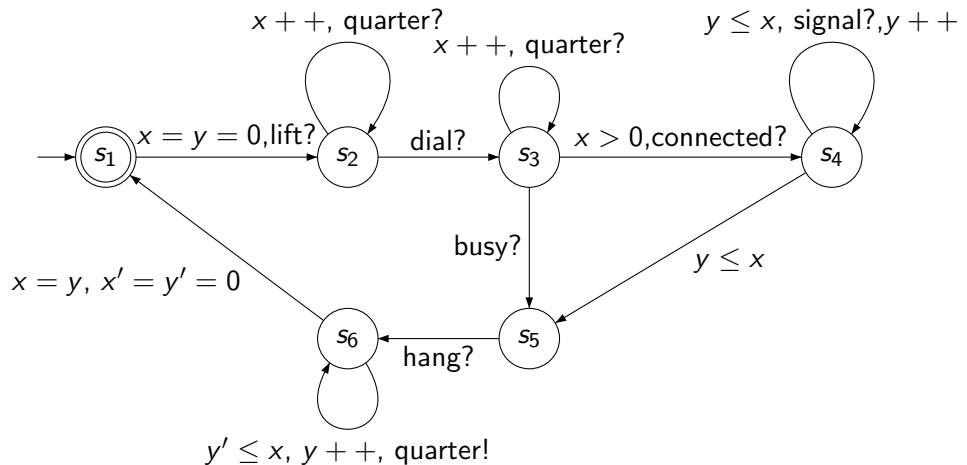 x + +, quarter?
x + +, quarter?
y ≤ x, signal?,y + +
s₁
x = y = 0,lift?
s₂
dial?
s₃
x > 0,connected?
s₄
busy?
y ≤ x
x = y, x′ = y′ = 0
s₆
hang?
s₅
y′ ≤ x, y + +, quarter!